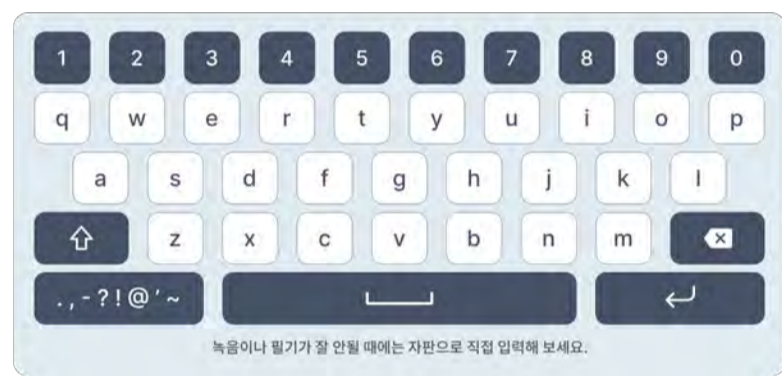 1 2 3 4 5 6 7 8 9 0
q w e r t y u i o p
a s d f g h j k l
z x c v b n m
. , - ? ! @ ' ~
녹음이나 필기가 잘 안될 때에는 자판으로 직접 입력해 보세요.